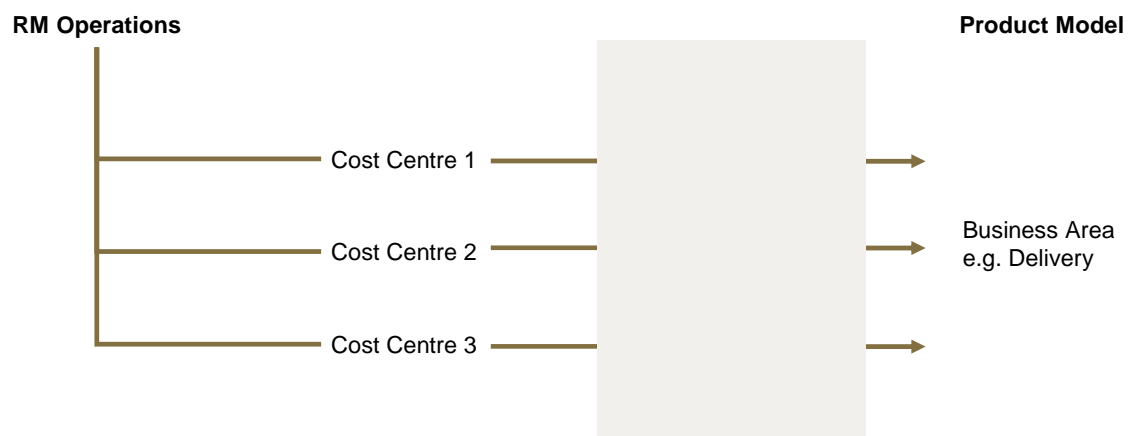 RM Operations
Product Model
Cost Centre 1
Cost Centre 2
Business Area
e.g. Delivery
Cost Centre 3